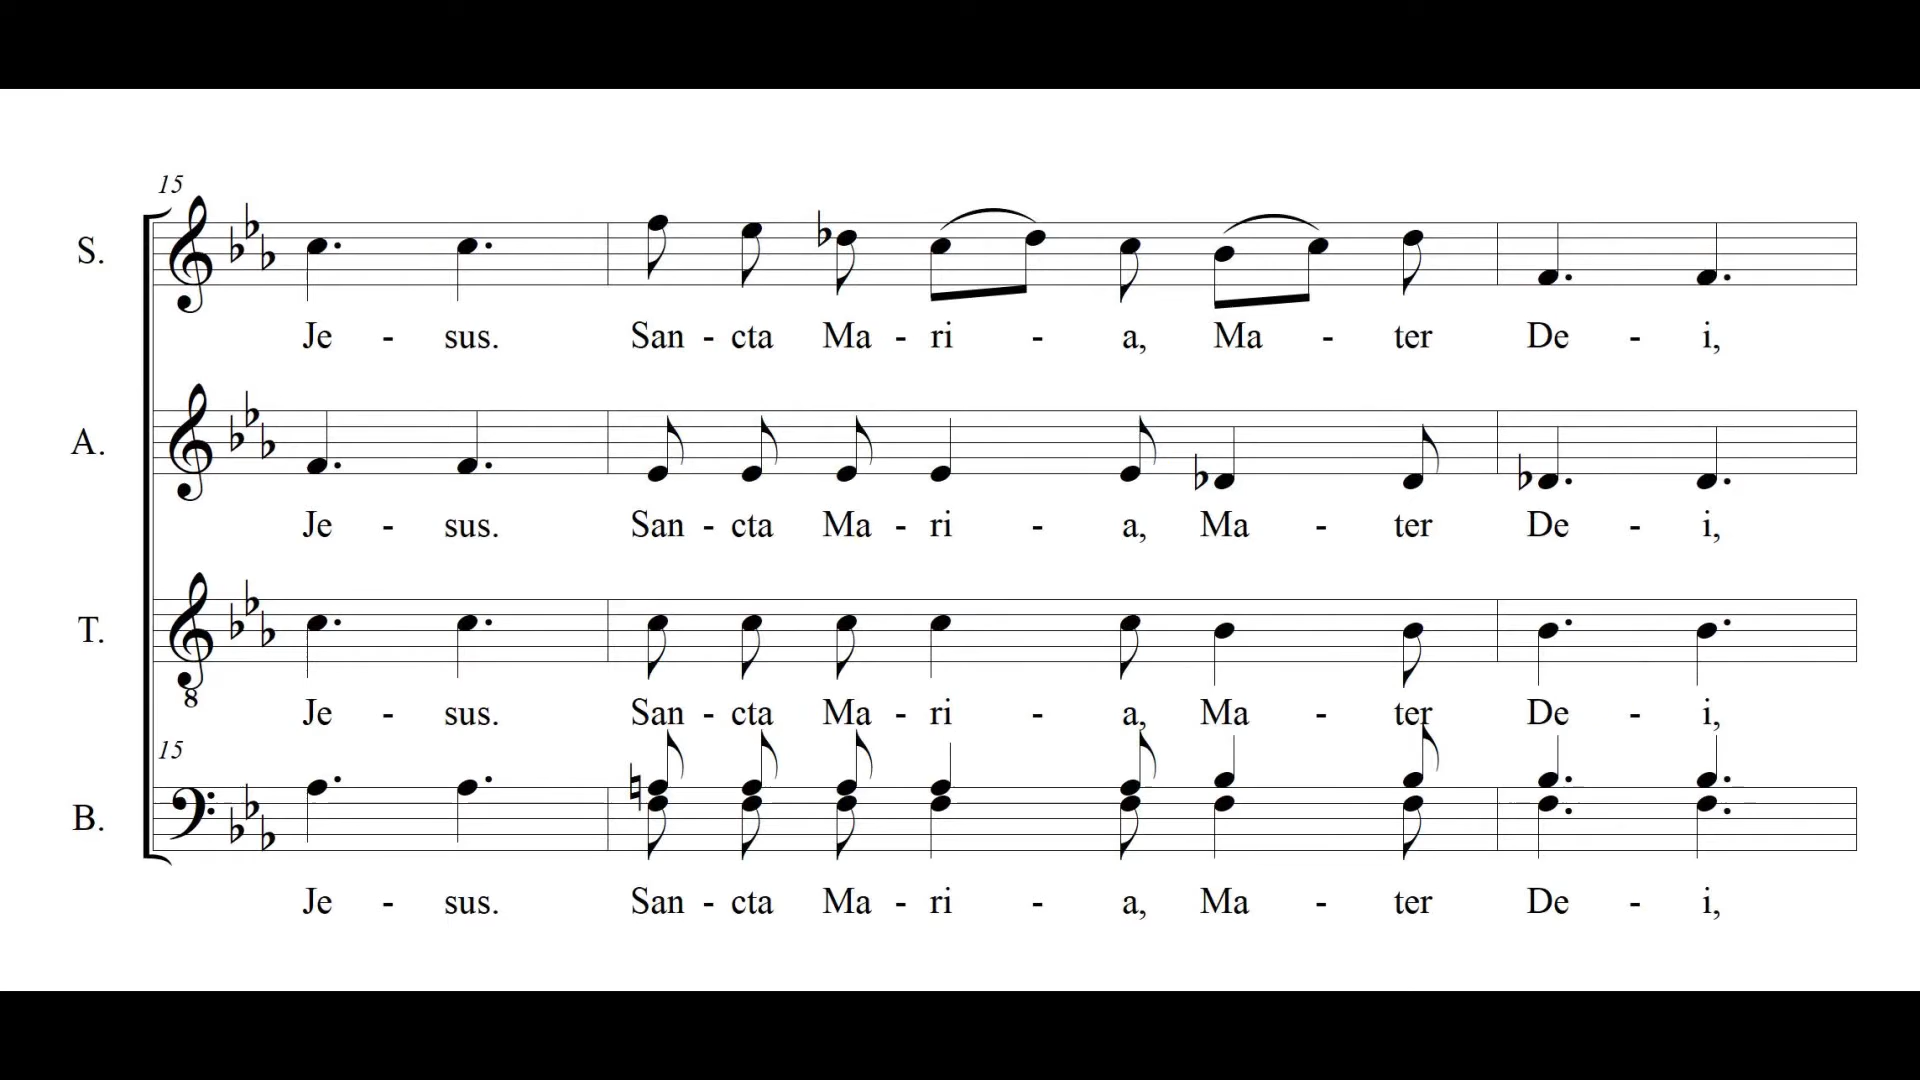 15
S.
Je - sus. San - cta Ma - ri - a, Ma - ter De - i,
A.
Je - sus. San - cta Ma - ri - a, Ma - ter De - i,
T.
8
Je - sus. San - cta Ma - ri - a, Ma - ter De - i,
15
B.
Je - sus. San - cta Ma - ri - a, Ma - ter De - i,